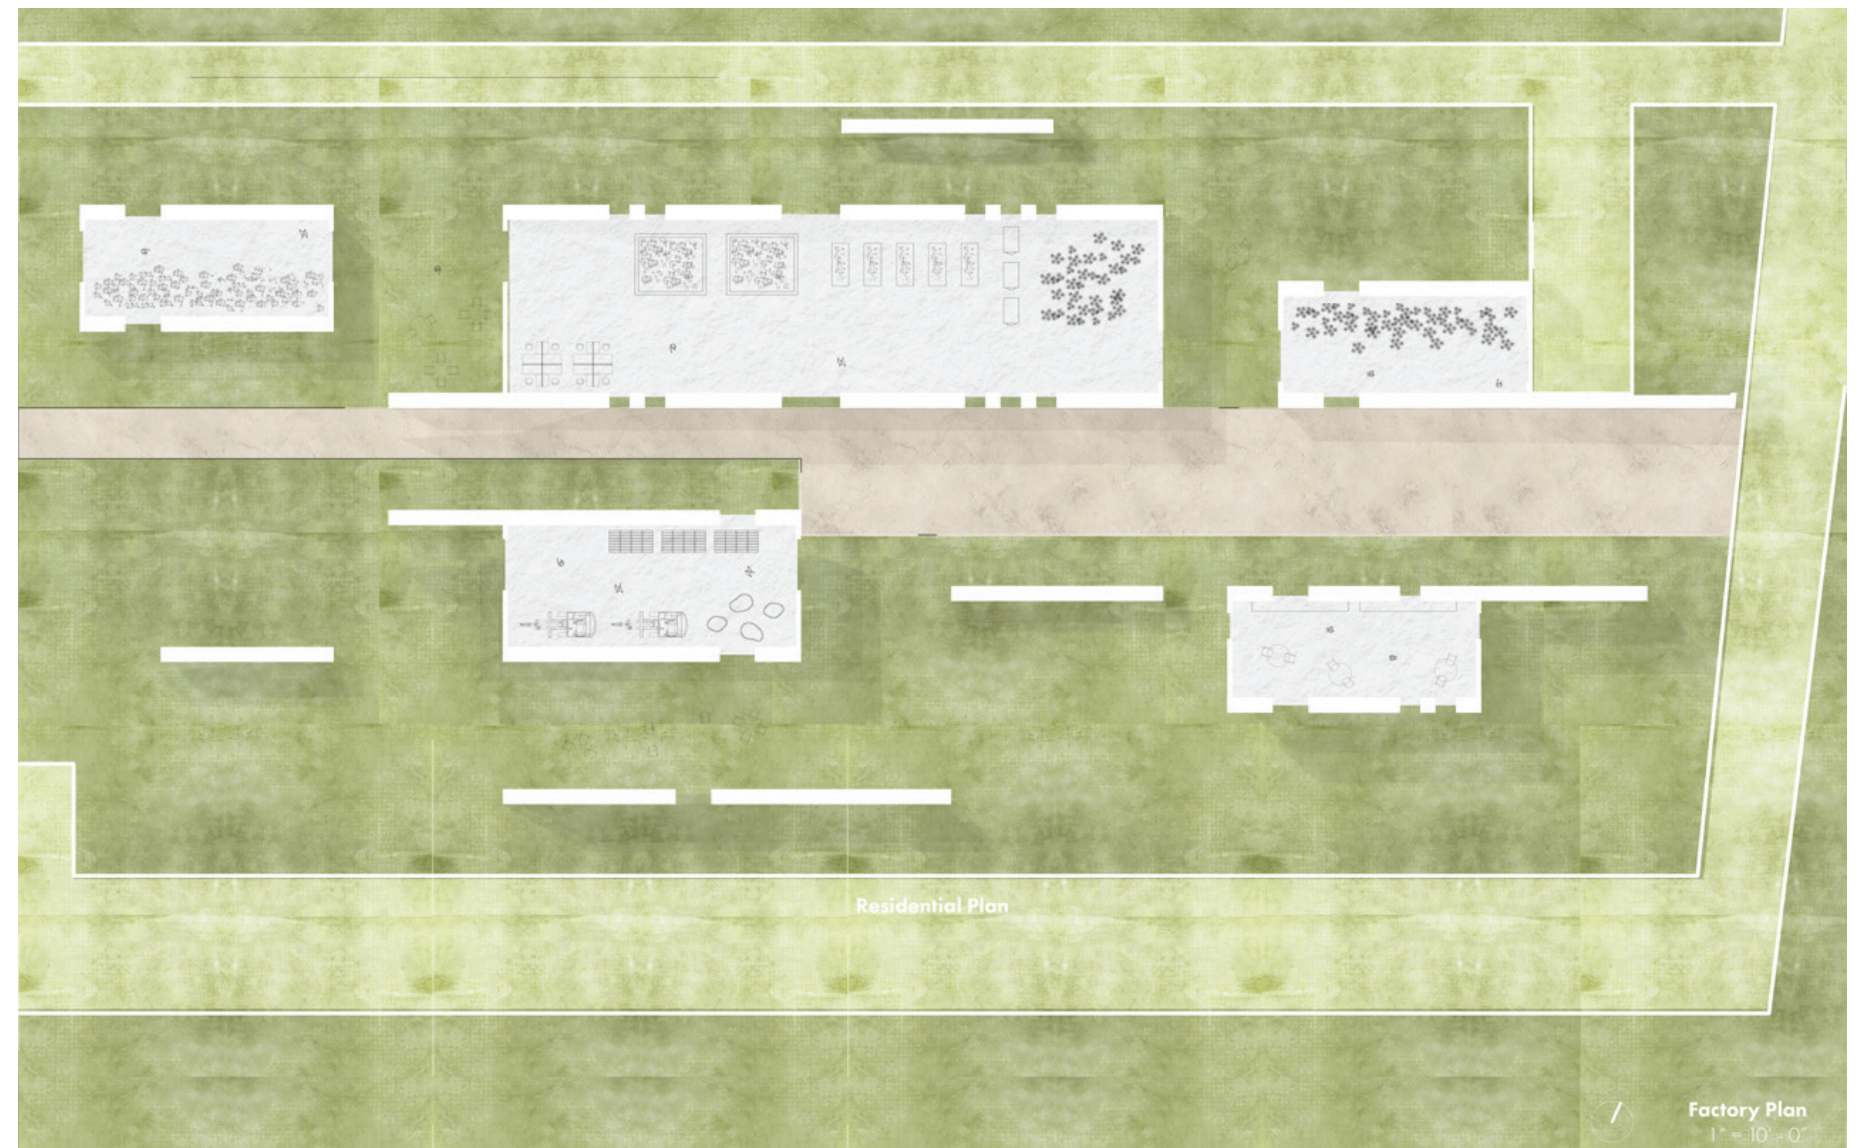 Residential Plan
Factory Plan
1" = 10' - 0"